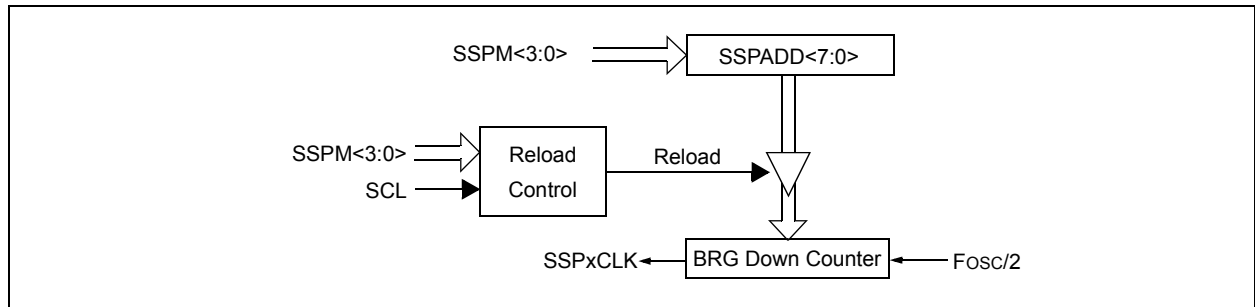 SSPM<3:0>
SSPADD<7:0>
SSPM<3:0>
SCL
Reload
Control
Reload
SSPxCLK
BRG Down Counter
FOSC/2